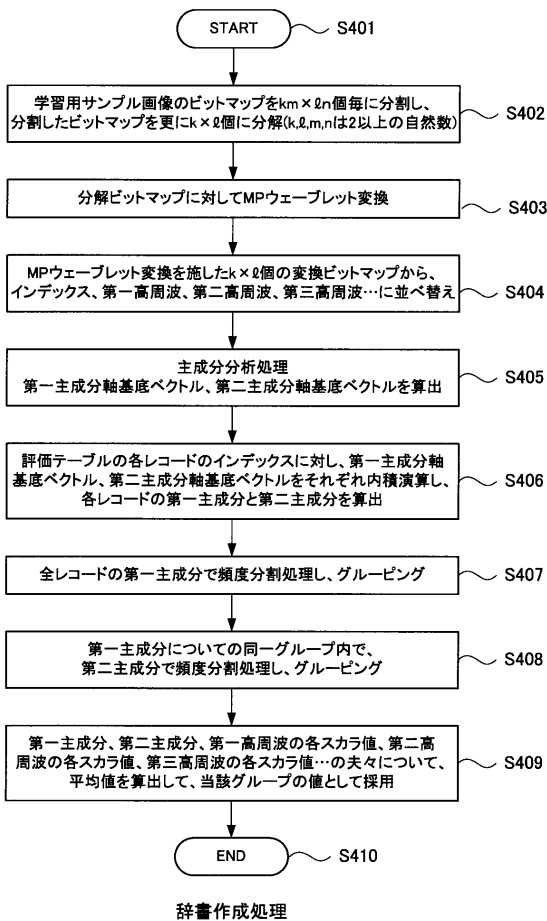 START
S401
学習用サンプル画像のビットマップをkm×ℓn個毎に分割し、
分割したビットマップを更にk×ℓ個に分解(k,ℓ,m,nは2以上の自然数)
S402
分解ビットマップに対してMPウェーブレット変換
S403
MPウェーブレット変換を施したk×ℓ個の変換ビットマップから、
インデックス、第一高周波、第二高周波、第三高周波…に並べ替え
S404
主成分分析処理
第一主成分軸基底ベクトル、第二主成分軸基底ベクトルを算出
S405
評価テーブルの各レコードのインデックスに対し、第一主成分軸
基底ベクトル、第二主成分軸基底ベクトルをそれぞれ内積演算し、
各レコードの第一主成分と第二主成分を算出
S406
全レコードの第一主成分で頻度分割処理し、グルーピング
S407
第一主成分についての同一グループ内で、
第二主成分で頻度分割処理し、グルーピング
S408
第一主成分、第二主成分、第一高周波の各スカラ値、第二高
周波の各スカラ値、第三高周波の各スカラ値…の夫々について、
平均値を算出して、当該グループの値として採用
S409
END
S410
辞書作成処理